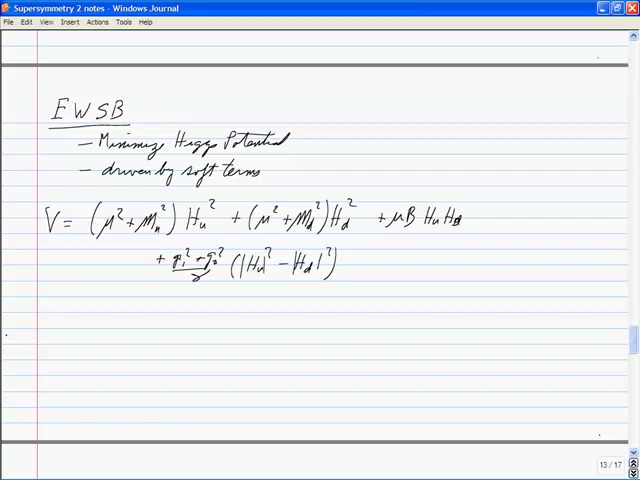 Supersymmetry 2 notes - Windows Journal
File Edit View Insert Actions Tools Help
EWSB
- Minimize Higgs Potential
- driven by soft terms
V = (μ² + m_u²) H_u² + (μ² + m_d²) H_d² + μB H_u H_d
+ (g₁² + g₂²)/2 (|H_u|² - |H_d|²)
13 / 17